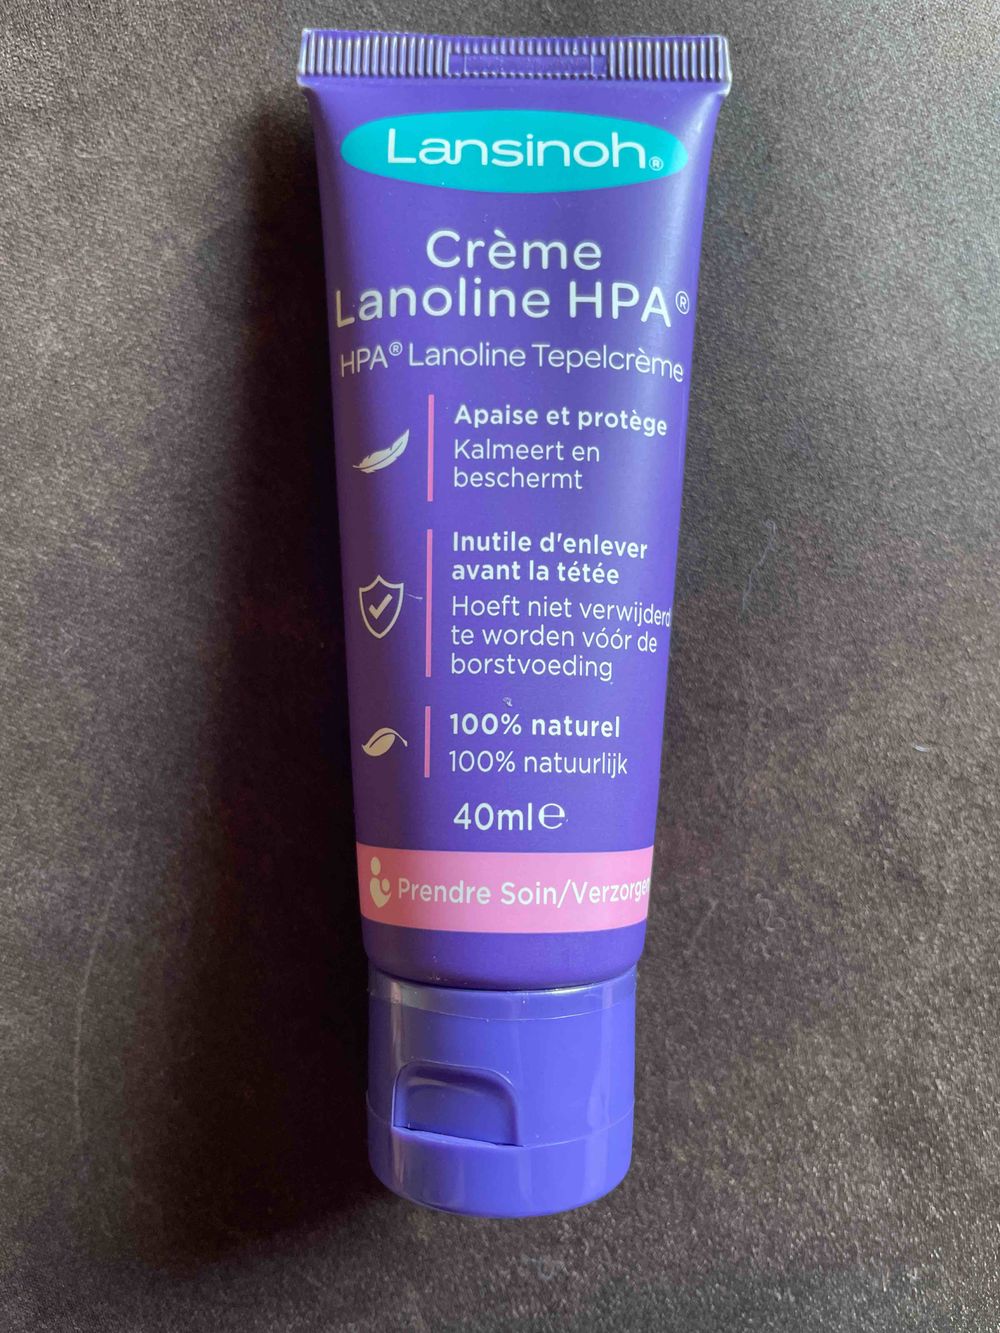 Lansinoh®
Crème
Lanoline HPA®
HPA® Lanoline Tepelcrème
Apaise et protège
Kalmeert en
beschermt
Inutile d'enlever
avant la tétée
Hoeft niet verwijderd
te worden vóór de
borstvoeding
100% naturel
100% natuurlijk
40ml℮
Prendre Soin/Verzorgen